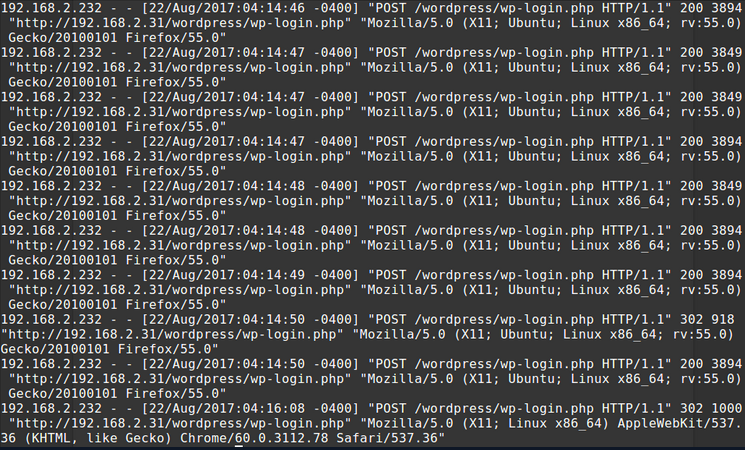 192.168.2.232 - - [22/Aug/2017:04:14:46 -0400] "POST /wordpress/wp-login.php HTTP/1.1" 200 3894
"http://192.168.2.31/wordpress/wp-login.php" "Mozilla/5.0 (X11; Ubuntu; Linux x86_64; rv:55.0)
Gecko/20100101 Firefox/55.0"
192.168.2.232 - - [22/Aug/2017:04:14:47 -0400] "POST /wordpress/wp-login.php HTTP/1.1" 200 3849
"http://192.168.2.31/wordpress/wp-login.php" "Mozilla/5.0 (X11; Ubuntu; Linux x86_64; rv:55.0)
Gecko/20100101 Firefox/55.0"
192.168.2.232 - - [22/Aug/2017:04:14:47 -0400] "POST /wordpress/wp-login.php HTTP/1.1" 200 3849
"http://192.168.2.31/wordpress/wp-login.php" "Mozilla/5.0 (X11; Ubuntu; Linux x86_64; rv:55.0)
Gecko/20100101 Firefox/55.0"
192.168.2.232 - - [22/Aug/2017:04:14:47 -0400] "POST /wordpress/wp-login.php HTTP/1.1" 200 3894
"http://192.168.2.31/wordpress/wp-login.php" "Mozilla/5.0 (X11; Ubuntu; Linux x86_64; rv:55.0)
Gecko/20100101 Firefox/55.0"
192.168.2.232 - - [22/Aug/2017:04:14:48 -0400] "POST /wordpress/wp-login.php HTTP/1.1" 200 3849
"http://192.168.2.31/wordpress/wp-login.php" "Mozilla/5.0 (X11; Ubuntu; Linux x86_64; rv:55.0)
Gecko/20100101 Firefox/55.0"
192.168.2.232 - - [22/Aug/2017:04:14:48 -0400] "POST /wordpress/wp-login.php HTTP/1.1" 200 3894
"http://192.168.2.31/wordpress/wp-login.php" "Mozilla/5.0 (X11; Ubuntu; Linux x86_64; rv:55.0)
Gecko/20100101 Firefox/55.0"
192.168.2.232 - - [22/Aug/2017:04:14:49 -0400] "POST /wordpress/wp-login.php HTTP/1.1" 200 3894
"http://192.168.2.31/wordpress/wp-login.php" "Mozilla/5.0 (X11; Ubuntu; Linux x86_64; rv:55.0)
Gecko/20100101 Firefox/55.0"
192.168.2.232 - - [22/Aug/2017:04:14:50 -0400] "POST /wordpress/wp-login.php HTTP/1.1" 302 918
"http://192.168.2.31/wordpress/wp-login.php" "Mozilla/5.0 (X11; Ubuntu; Linux x86_64; rv:55.0)
Gecko/20100101 Firefox/55.0"
192.168.2.232 - - [22/Aug/2017:04:14:50 -0400] "POST /wordpress/wp-login.php HTTP/1.1" 200 3894
"http://192.168.2.31/wordpress/wp-login.php" "Mozilla/5.0 (X11; Ubuntu; Linux x86_64; rv:55.0)
Gecko/20100101 Firefox/55.0"
192.168.2.232 - - [22/Aug/2017:04:16:08 -0400] "POST /wordpress/wp-login.php HTTP/1.1" 302 1000
"http://192.168.2.31/wordpress/wp-login.php" "Mozilla/5.0 (X11; Linux x86_64) AppleWebKit/537.
36 (KHTML, like Gecko) Chrome/60.0.3112.78 Safari/537.36"